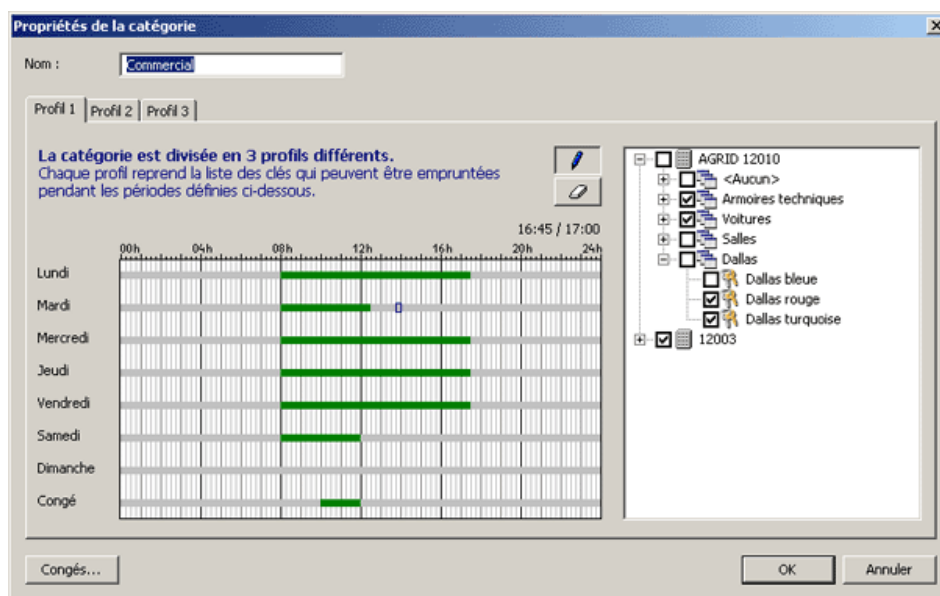 Propriétés de la catégorie
Nom :
Commercial
Profil 1
Profil 2
Profil 3
La catégorie est divisée en 3 profils différents.
Chaque profil reprend la liste des clés qui peuvent être empruntées
pendant les périodes définies ci-dessous.
16:45 / 17:00
00h 04h 08h 12h 16h 20h 24h
Lundi
Mardi
Mercredi
Jeudi
Vendredi
Samedi
Dimanche
Congé
AGRID 12010
<Aucun>
Armoires techniques
Voitures
Salles
Dallas
Dallas bleue
Dallas rouge
Dallas turquoise
12003
Congés...
OK
Annuler